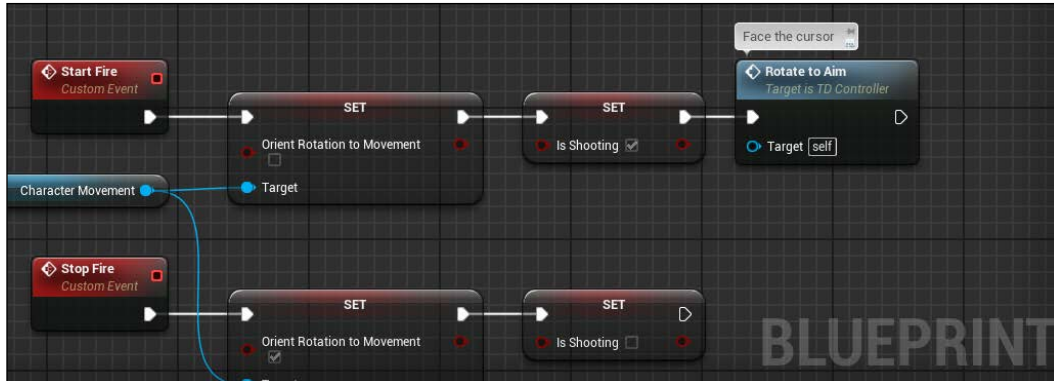 Face the cursor
Start Fire
Custom Event
SET
SET
Rotate to Aim
Target is TD Controller
Orient Rotation to Movement
Is Shooting
Target self
Character Movement
Target
Stop Fire
Custom Event
SET
SET
Orient Rotation to Movement
Is Shooting
BLUEPRINT